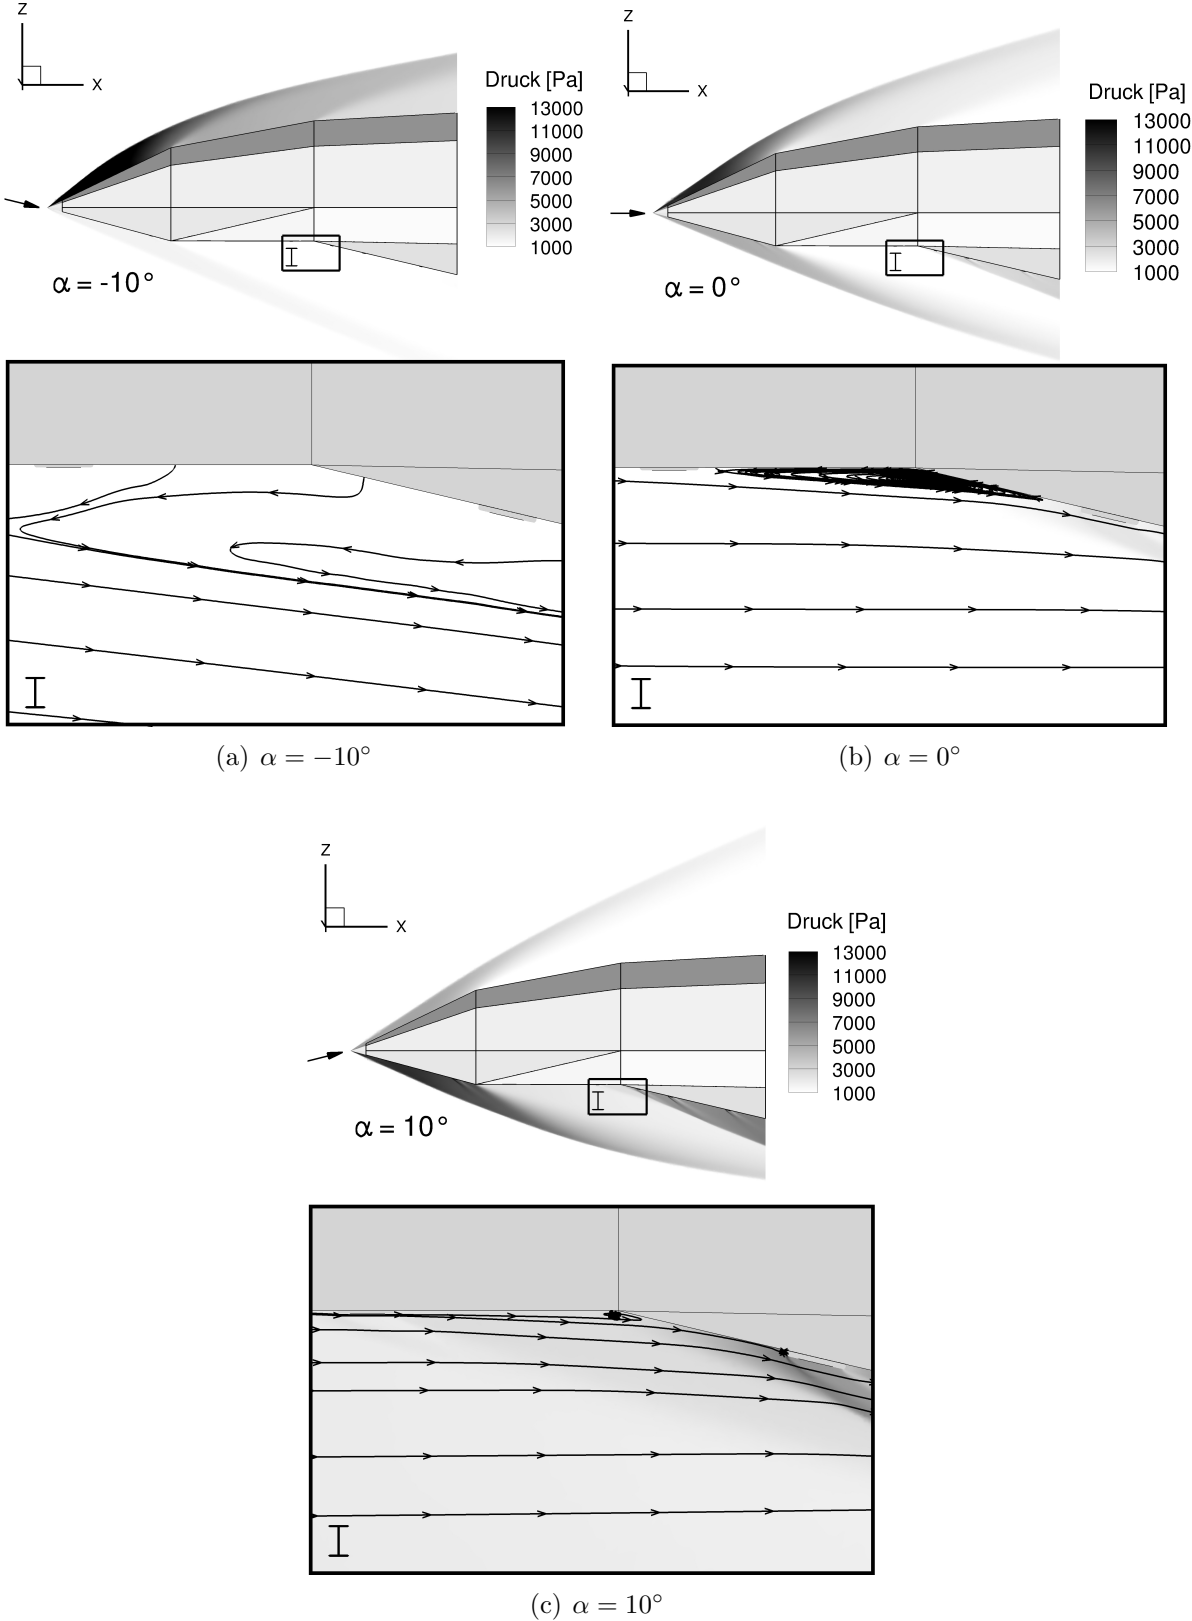 Z
X
Druck [Pa]
13000
11000
9000
7000
5000
3000
1000
I
α = -10°
Z
X
Druck [Pa]
13000
11000
9000
7000
5000
3000
1000
I
α = 0°
I
I
(a) α = −10°
(b) α = 0°
Z
X
Druck [Pa]
13000
11000
9000
7000
5000
3000
1000
I
α = 10°
I
(c) α = 10°